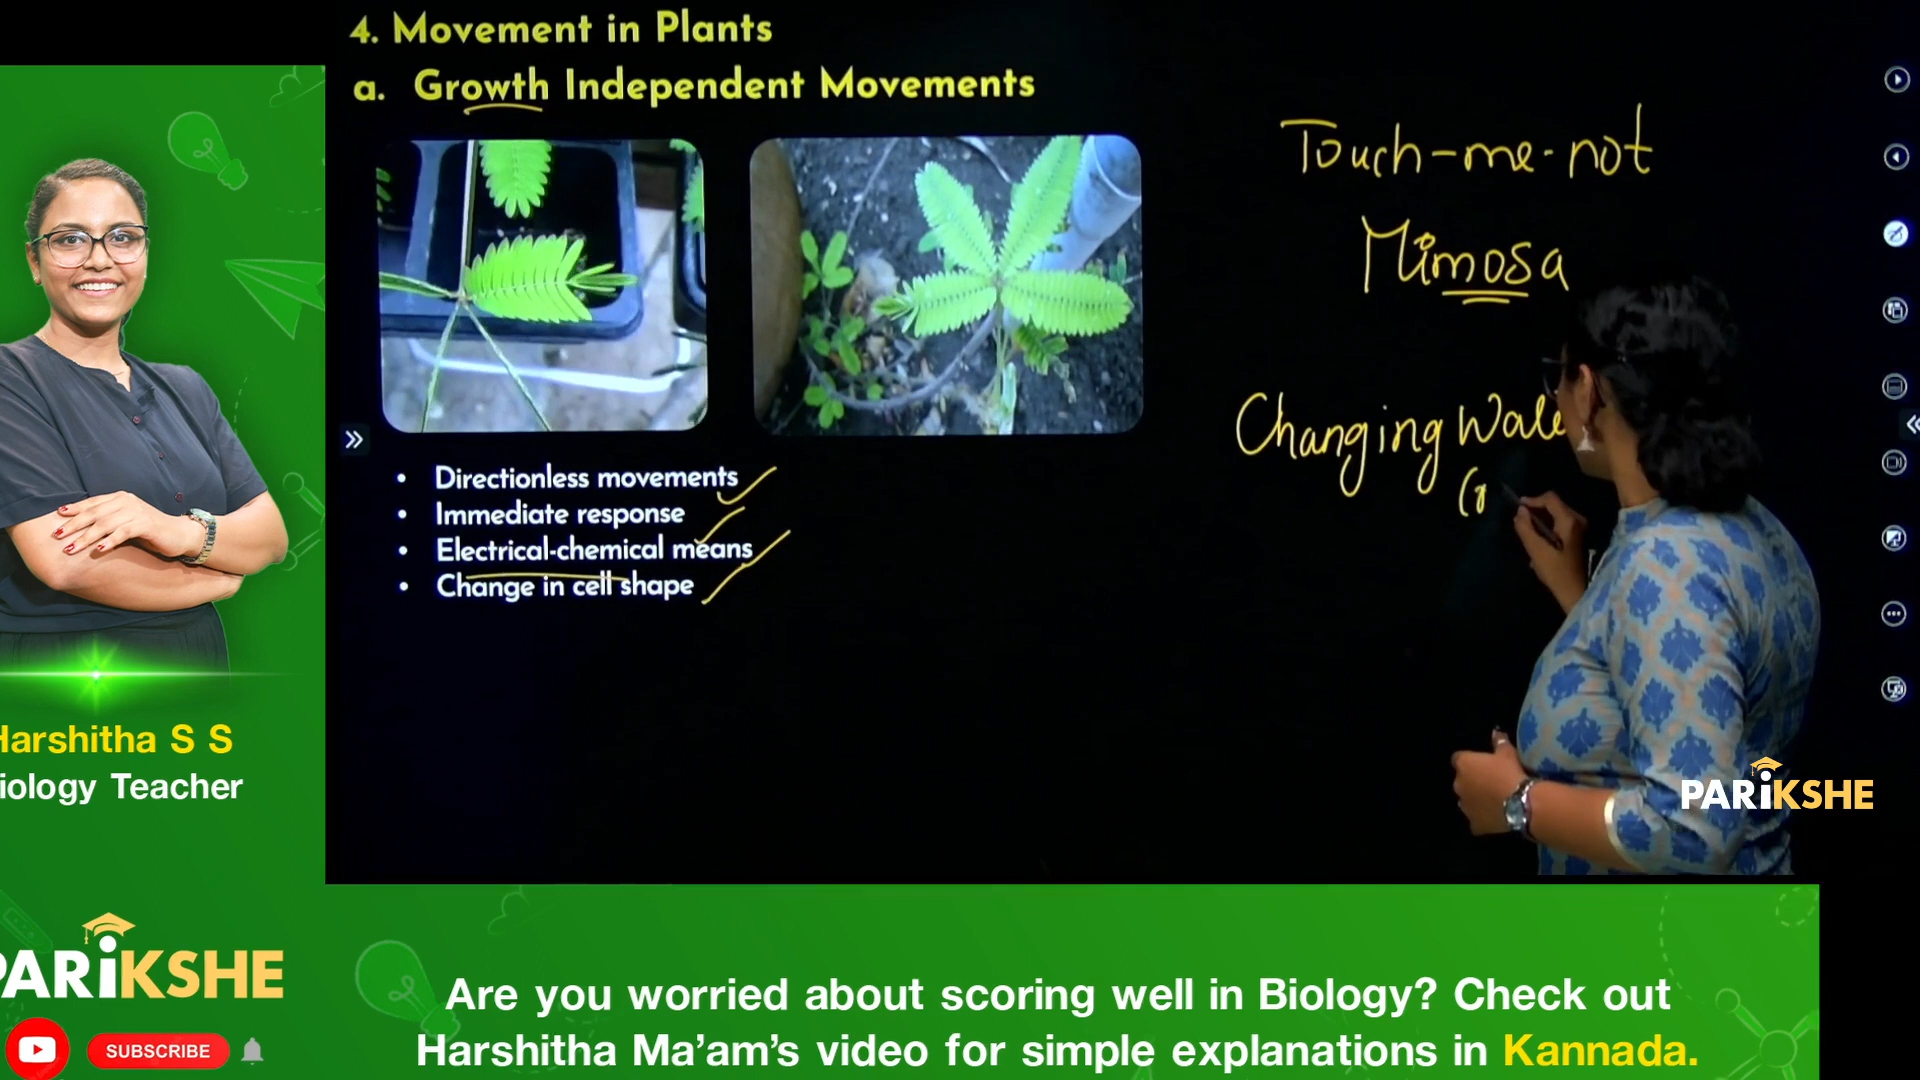 4. Movement in Plants
a. Growth Independent Movements
Touch-me-not
Mimosa
Changing Wate
• Directionless movements
• Immediate response
• Electrical-chemical means
• Change in cell shape
Harshitha S S
iology Teacher
PARiKSHE
PARiKSHE
SUBSCRIBE
Are you worried about scoring well in Biology? Check out
Harshitha Ma’am’s video for simple explanations in Kannada.